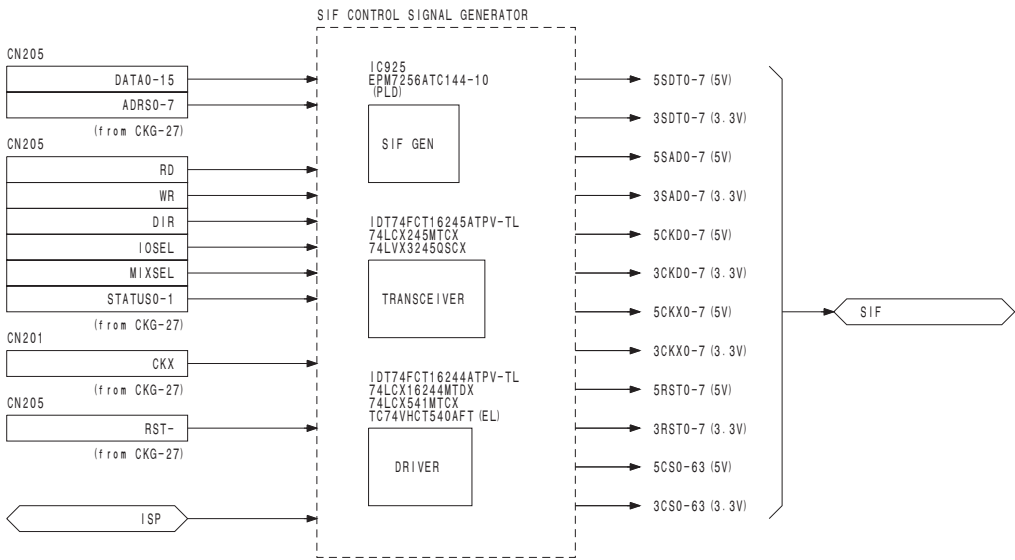 SIF CONTROL SIGNAL GENERATOR
CN205
DATA0-15
ADRS0-7
(from CKG-27)
CN205
RD
WR
DIR
IOSEL
MIXSEL
STATUS0-1
(from CKG-27)
CN201
CKX
(from CKG-27)
CN205
RST-
(from CKG-27)
ISP
IC925
EPM7256ATC144-10
(PLD)
SIF GEN
IDT74FCT16245ATPV-TL
74LCX245MTCX
74LVX3245QSCX
TRANSCEIVER
IDT74FCT16244ATPV-TL
74LCX16244MTDX
74LCX541MTCX
TC74VHCT540AFT(EL)
DRIVER
5SDT0-7(5V)
3SDT0-7(3.3V)
5SAD0-7(5V)
3SAD0-7(3.3V)
5CKD0-7(5V)
3CKD0-7(3.3V)
5CKX0-7(5V)
3CKX0-7(3.3V)
5RST0-7(5V)
3RST0-7(3.3V)
5CS0-63(5V)
3CS0-63(3.3V)
SIF